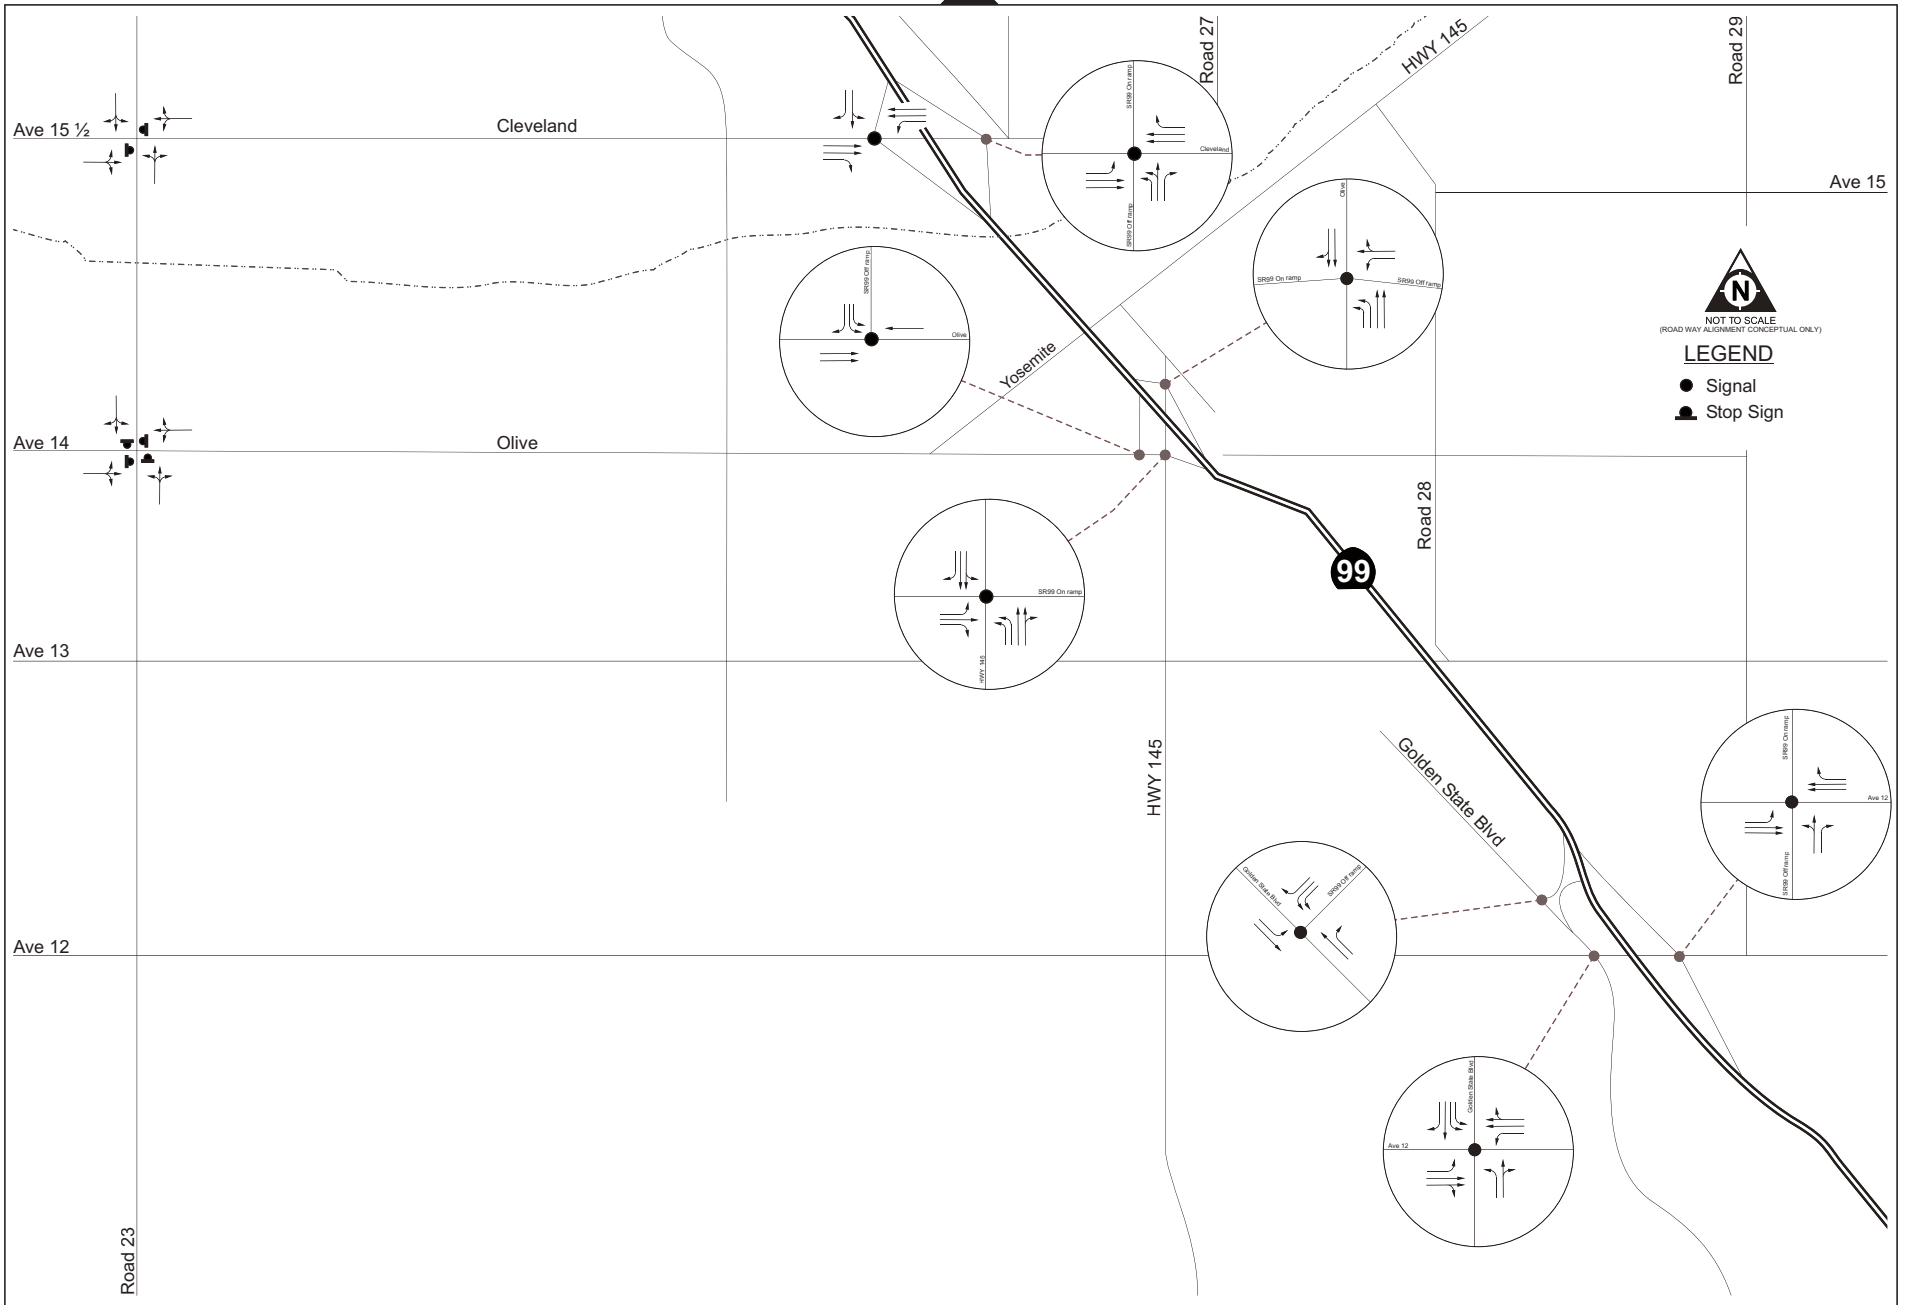 Road 27
HWY 145
Road 29
Ave 15 ½
Cleveland
SR99 On ramp
Cleveland
SR99 Off ramp
Ave 15
SR99 Off ramp
Olive
Olive
SR99 On ramp
SR99 Off ramp
N
NOT TO SCALE
(ROAD WAY ALIGNMENT CONCEPTUAL ONLY)
LEGEND
Signal
Stop Sign
Yosemite
Ave 14
Olive
Road 28
99
SR99 On ramp
HWY 145
Ave 13
HWY 145
Golden State Blvd
SR99 On ramp
Ave 12
SR99 Off ramp
Golden State Blvd
SR99 Off ramp
Ave 12
Golden State Blvd
Ave 12
Road 23